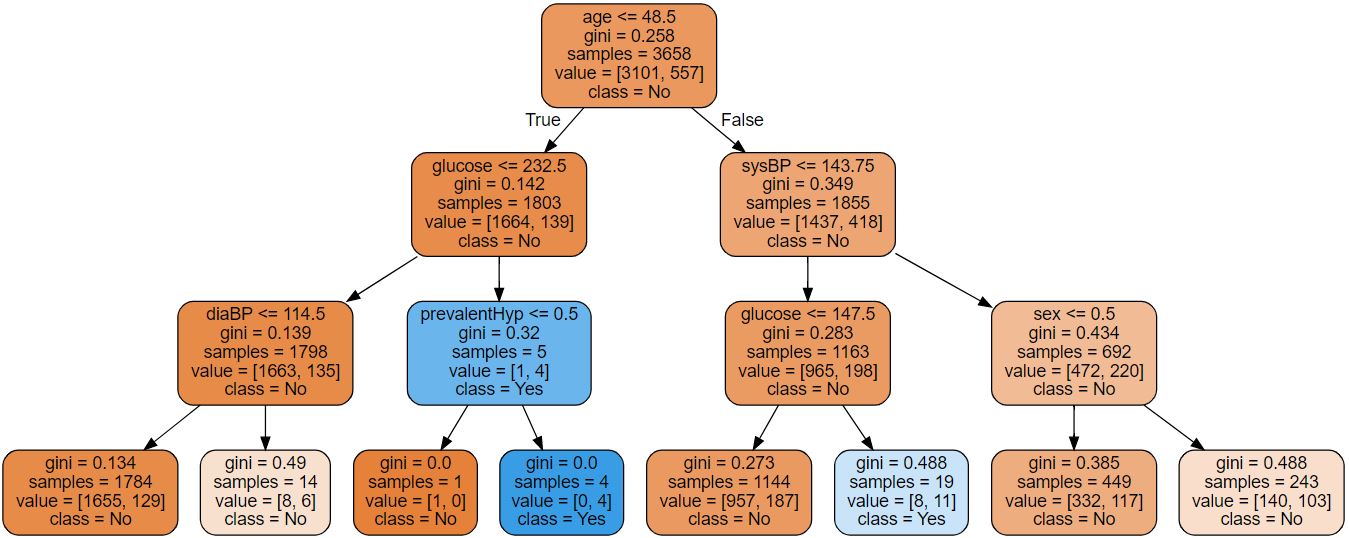 age <= 48.5
gini = 0.258
samples = 3658
value = [3101, 557]
class = No
True
False
glucose <= 232.5
gini = 0.142
samples = 1803
value = [1664, 139]
class = No
sysBP <= 143.75
gini = 0.349
samples = 1855
value = [1437, 418]
class = No
diaBP <= 114.5
gini = 0.139
samples = 1798
value = [1663, 135]
class = No
prevalentHyp <= 0.5
gini = 0.32
samples = 5
value = [1, 4]
class = Yes
glucose <= 147.5
gini = 0.283
samples = 1163
value = [965, 198]
class = No
sex <= 0.5
gini = 0.434
samples = 692
value = [472, 220]
class = No
gini = 0.134
samples = 1784
value = [1655, 129]
class = No
gini = 0.49
samples = 14
value = [8, 6]
class = No
gini = 0.0
samples = 1
value = [1, 0]
class = No
gini = 0.0
samples = 4
value = [0, 4]
class = Yes
gini = 0.273
samples = 1144
value = [957, 187]
class = No
gini = 0.488
samples = 19
value = [8, 11]
class = Yes
gini = 0.385
samples = 449
value = [332, 117]
class = No
gini = 0.488
samples = 243
value = [140, 103]
class = No